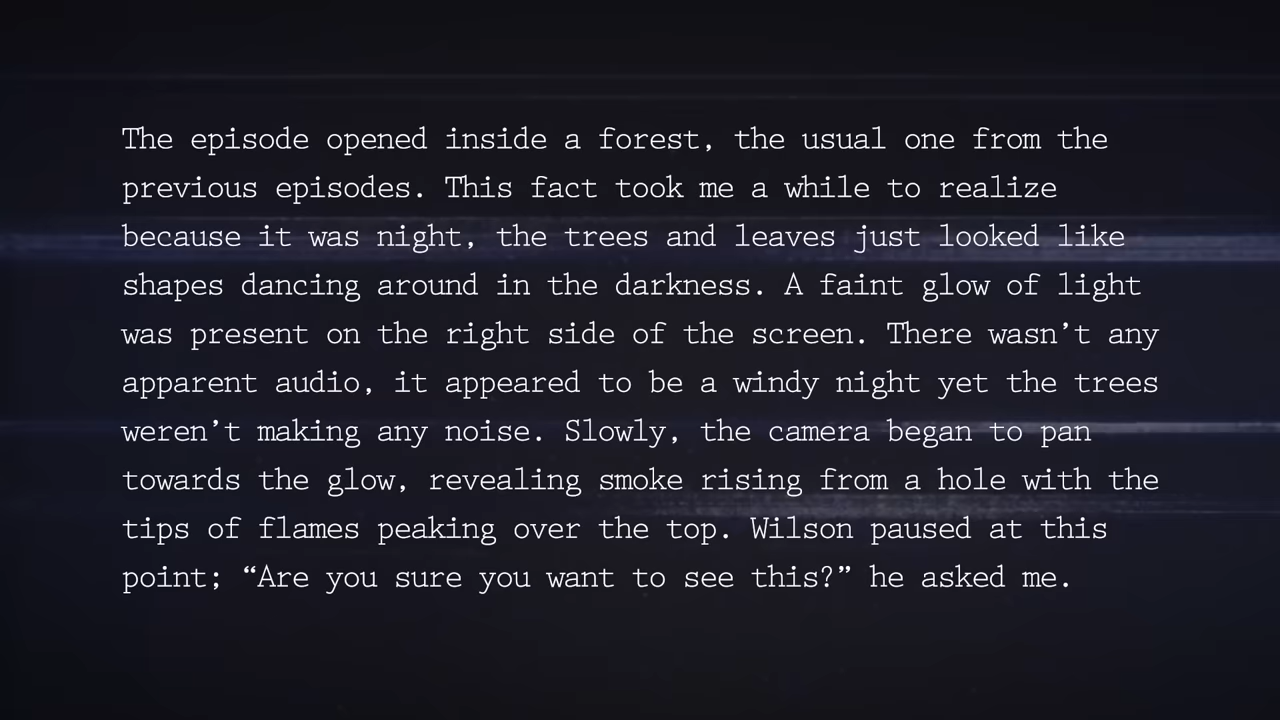 The episode opened inside a forest, the usual one from the
previous episodes. This fact took me a while to realize
because it was night, the trees and leaves just looked like
shapes dancing around in the darkness. A faint glow of light
was present on the right side of the screen. There wasn’t any
apparent audio, it appeared to be a windy night yet the trees
weren’t making any noise. Slowly, the camera began to pan
towards the glow, revealing smoke rising from a hole with the
tips of flames peaking over the top. Wilson paused at this
point; “Are you sure you want to see this?” he asked me.